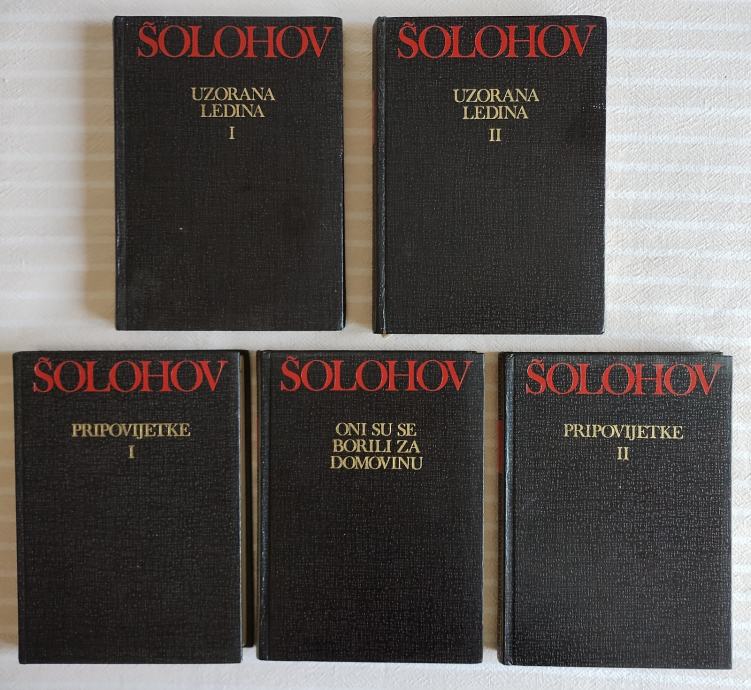 ŠOLOHOV
UZORANA
LEDINA
I
ŠOLOHOV
UZORANA
LEDINA
II
ŠOLOHOV
PRIPOVIJETKE
I
ŠOLOHOV
ONI SU SE
BORILI ZA
DOMOVINU
ŠOLOHOV
PRIPOVIJETKE
II